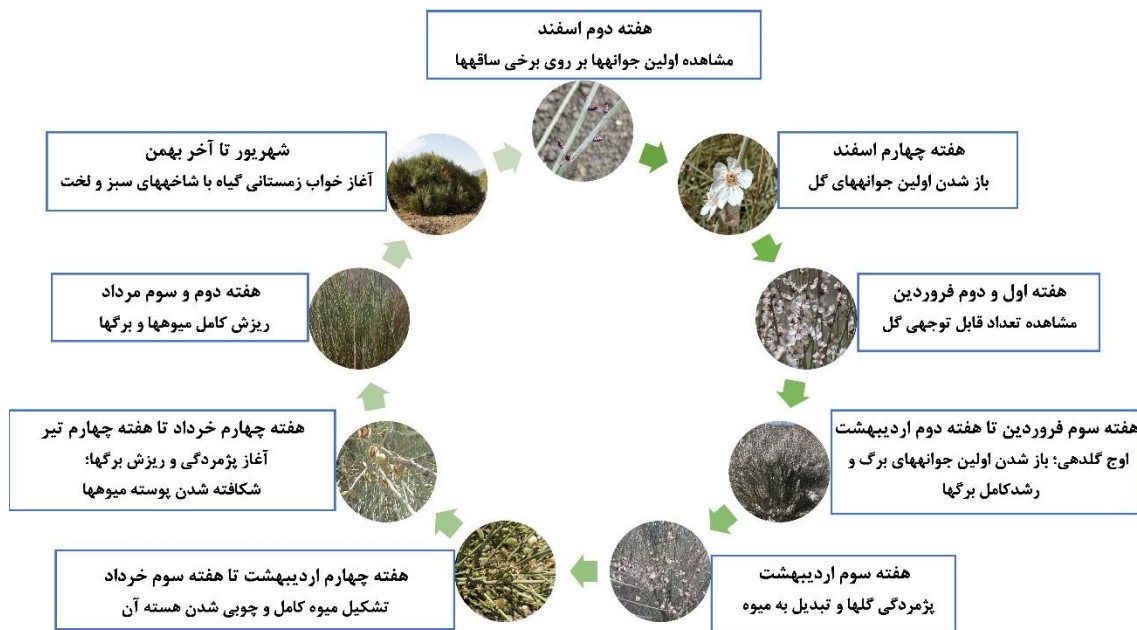 هفته دوم اسفند
مشاهده اولین جوانهها بر روی برخی ساقهها
هفته چهارم اسفند
باز شدن اولین جوانههای گل
هفته اول و دوم فروردین
مشاهده تعداد قابل توجهی گل
هفته سوم فروردین تا هفته دوم اردیبهشت
اوج گلدهی؛ باز شدن اولین جوانههای برگ و
رشدکامل برگها
هفته سوم اردیبهشت
پژمردگی گلها و تبدیل به میوه
هفته چهارم اردیبهشت تا هفته سوم خرداد
تشکیل میوه کامل و چوبی شدن هسته آن
هفته چهارم خرداد تا هفته چهارم تیر
آغاز پژمردگی و ریزش برگها؛
شکافته شدن پوسته میوهها
هفته دوم و سوم مرداد
ریزش کامل میوهها و برگها
شهریور تا آخر بهمن
آغاز خواب زمستانی گیاه با شاخههای سبز و لخت